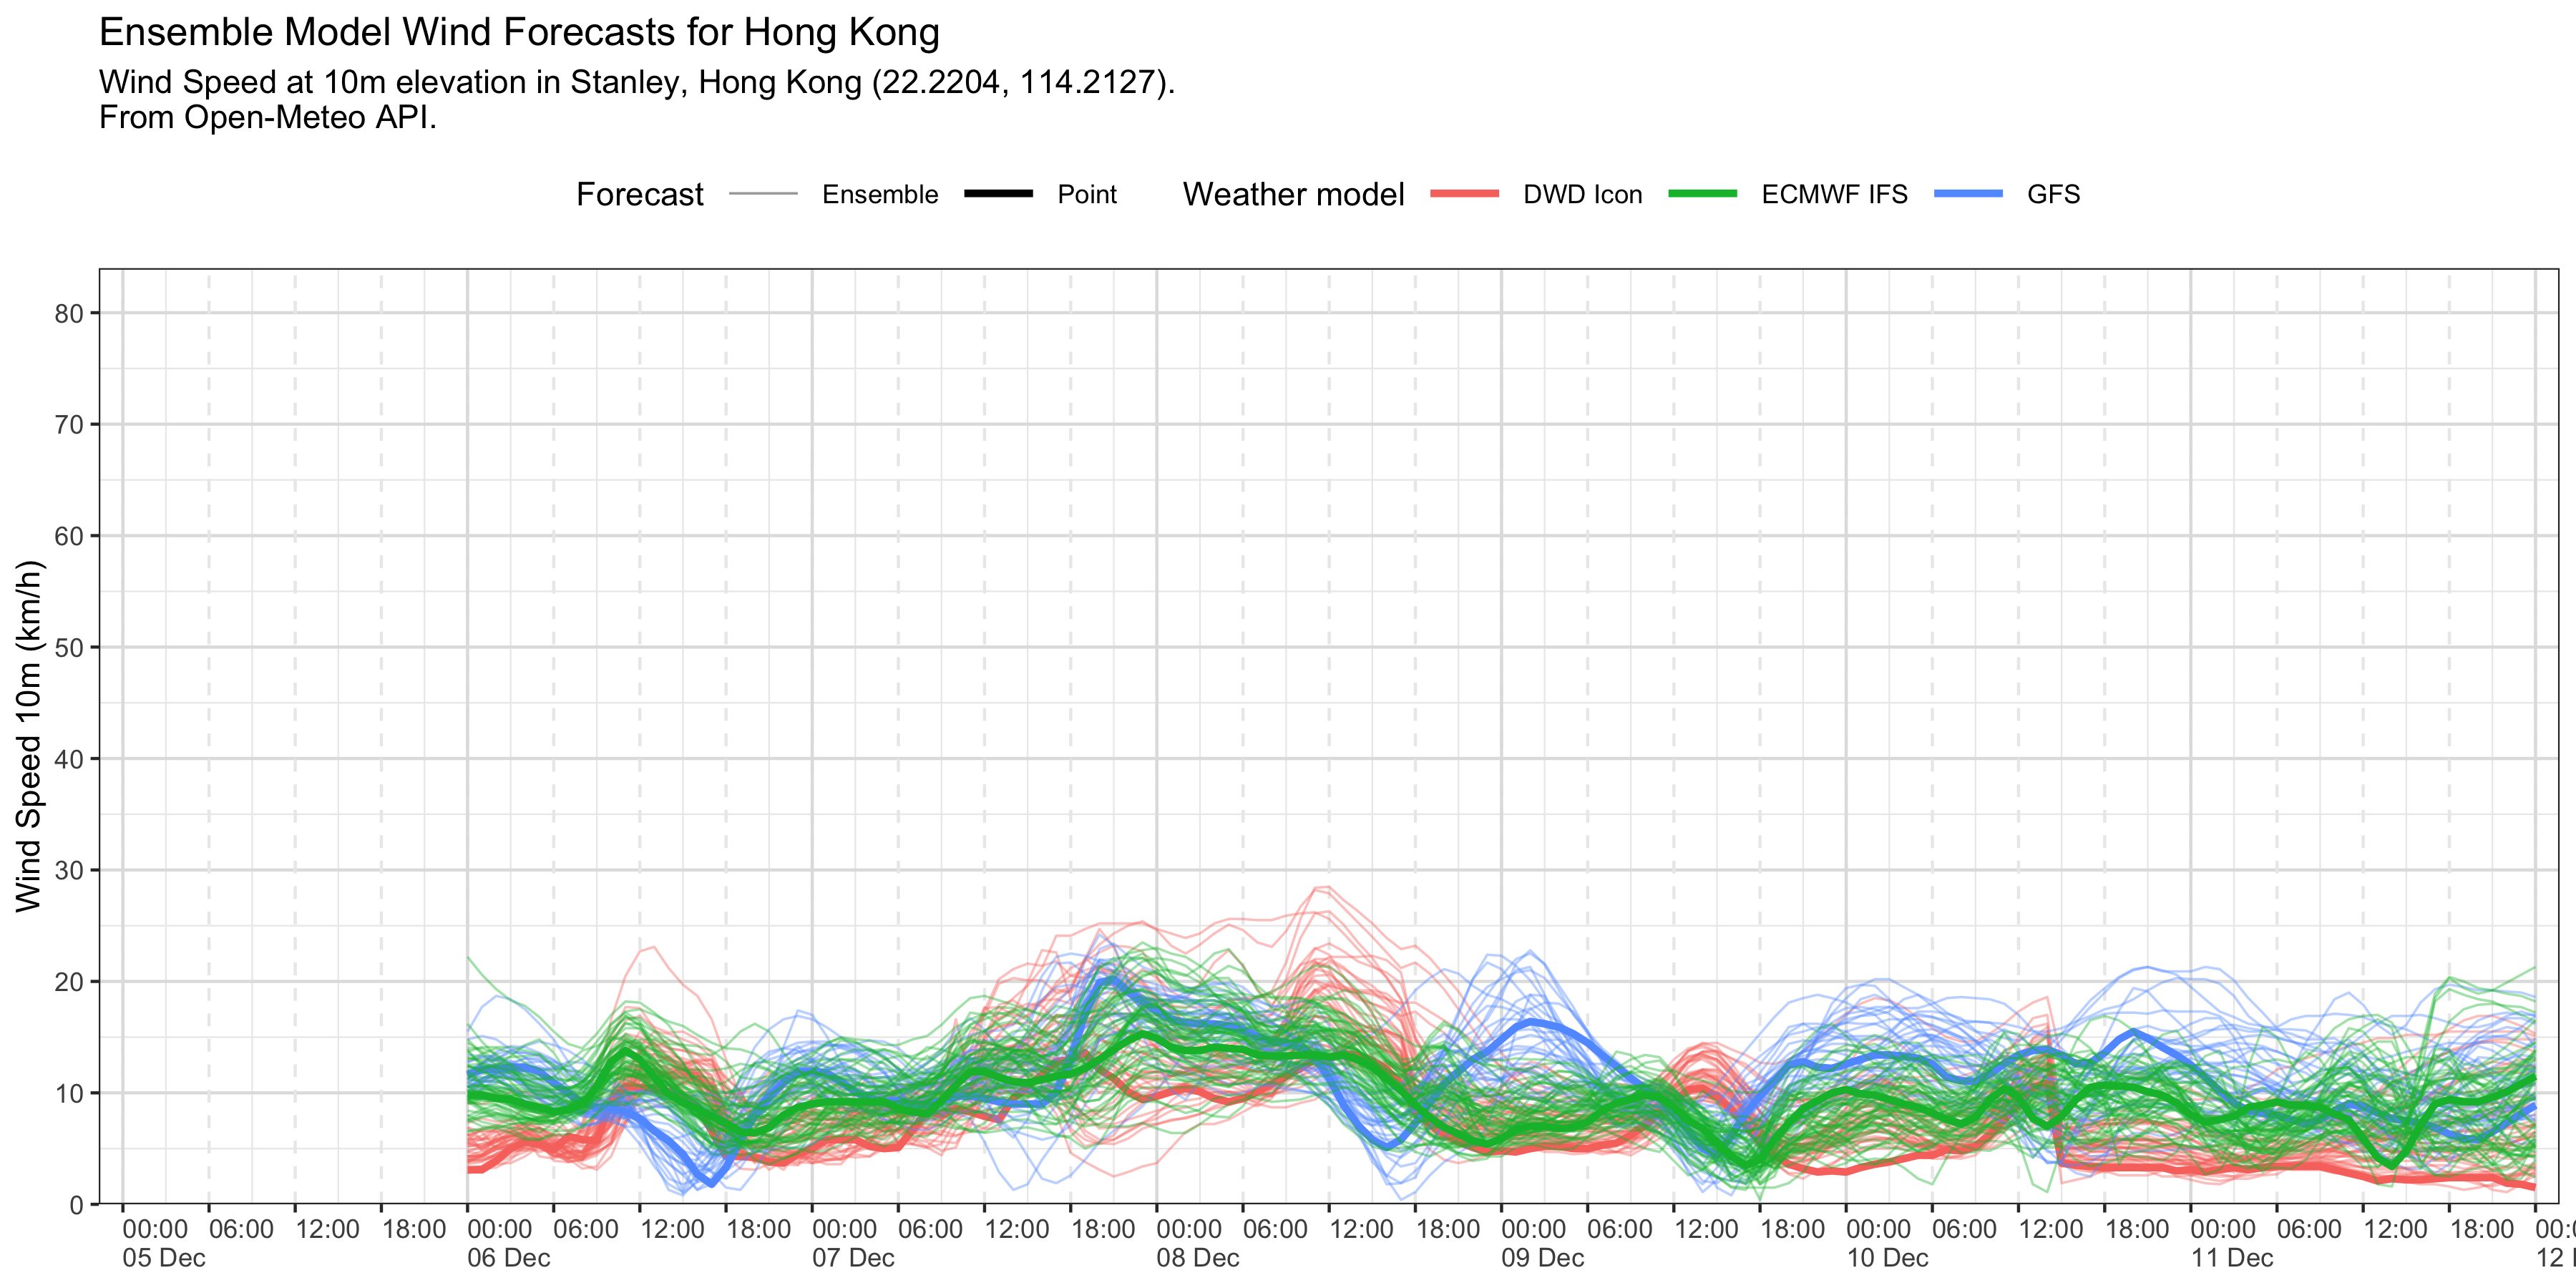 Ensemble Model Wind Forecasts for Hong Kong
Wind Speed at 10m elevation in Stanley, Hong Kong (22.2204, 114.2127).
From Open-Meteo API.
Forecast Ensemble Point Weather model DWD Icon ECMWF IFS GFS
Wind Speed 10m (km/h)
80
70
60
50
40
30
20
10
0
00:00 06:00 12:00 18:00 00:00 06:00 12:00 18:00 00:00 06:00 12:00 18:00 00:00 06:00 12:00 18:00 00:00 06:00 12:00 18:00 00:00 06:00 12:00 18:00 00:00 06:00 12:00 18:00
05 Dec 06 Dec 07 Dec 08 Dec 09 Dec 10 Dec 11 Dec 12